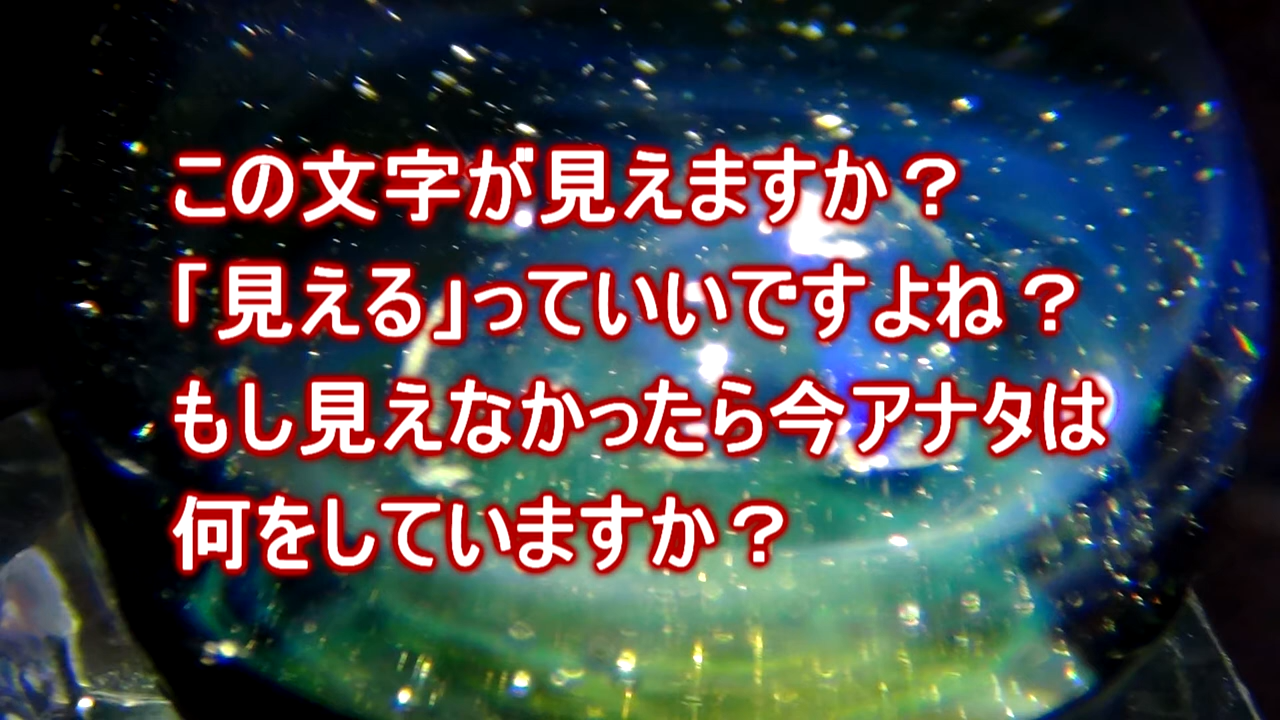 この文字が見えますか？
「見える」っていいですよね？
もし見えなかったら今アナタは
何をしていますか？